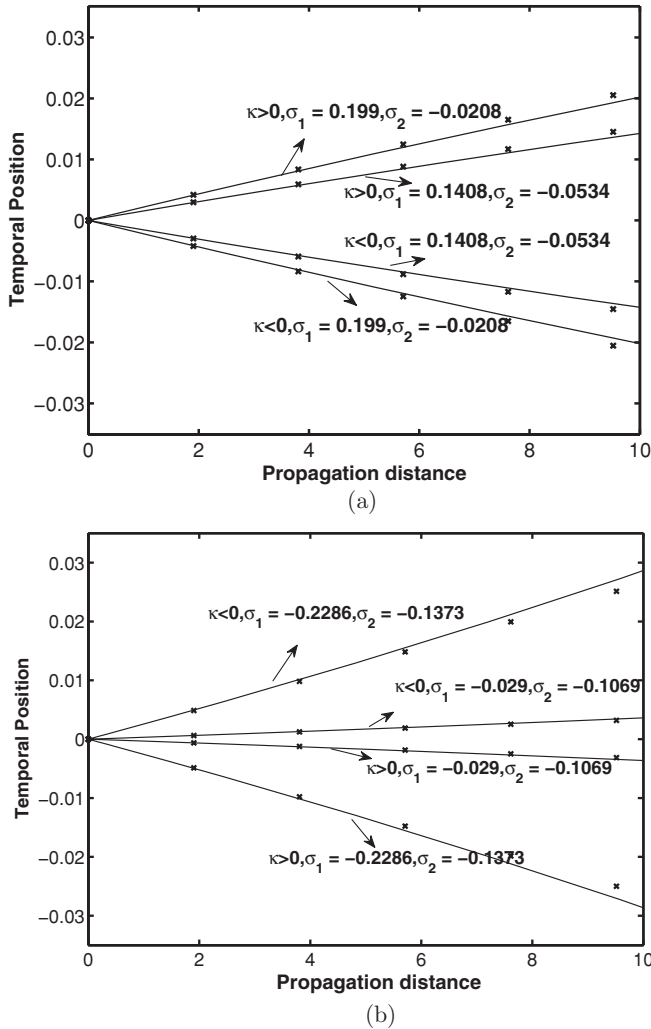 0.03
0.02
0.01
0
−0.01
−0.02
−0.03
Temporal Position
κ>0,σ1 = 0.199,σ2 = −0.0208
κ>0,σ1 = 0.1408,σ2 = −0.0534
κ<0,σ1 = 0.1408,σ2 = −0.0534
κ<0,σ1 = 0.199,σ2 = −0.0208
0 2 4 6 8 10
Propagation distance
(a)
0.03
0.02
0.01
0
−0.01
−0.02
−0.03
Temporal Position
κ<0,σ1 = −0.2286,σ2 = −0.1373
κ<0,σ1 = −0.029,σ2 = −0.1069
κ>0,σ1 = −0.029,σ2 = −0.1069
κ>0,σ1 = −0.2286,σ2 = −0.1373
0 2 4 6 8 10
Propagation distance
(b)